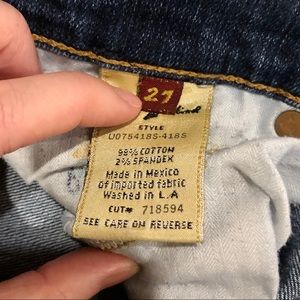 27
STYLE
U075418S-418S
98% COTTON
2% SPANDEX
Made in Mexico
of imported fabric
Washed in L.A
CUT# 718594
SEE CARE ON REVERSE